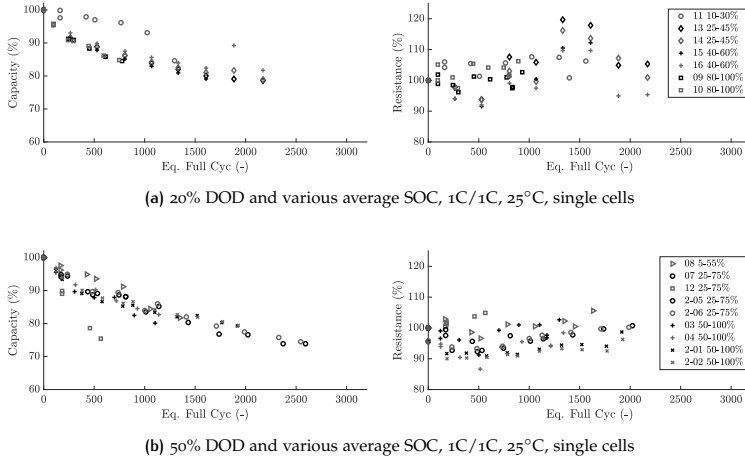 100
90
80
70
60
Capacity (%)
0 500 1000 1500 2000 2500 3000
Eq. Full Cyc (-)
120
110
100
90
80
Resistance (%)
0 500 1000 1500 2000 2500 3000
Eq. Full Cyc (-)
11 10-30%
13 25-45%
14 25-45%
15 40-60%
16 40-60%
09 80-100%
10 80-100%
(a) 20% DOD and various average SOC, 1C/1C, 25°C, single cells
100
90
80
70
60
Capacity (%)
0 500 1000 1500 2000 2500 3000
Eq. Full Cyc (-)
120
110
100
90
80
Resistance (%)
0 500 1000 1500 2000 2500 3000
Eq. Full Cyc (-)
08 5-55%
07 25-75%
12 25-75%
2-05 25-75%
2-06 25-75%
03 50-100%
04 50-100%
2-01 50-100%
2-02 50-100%
(b) 50% DOD and various average SOC, 1C/1C, 25°C, single cells